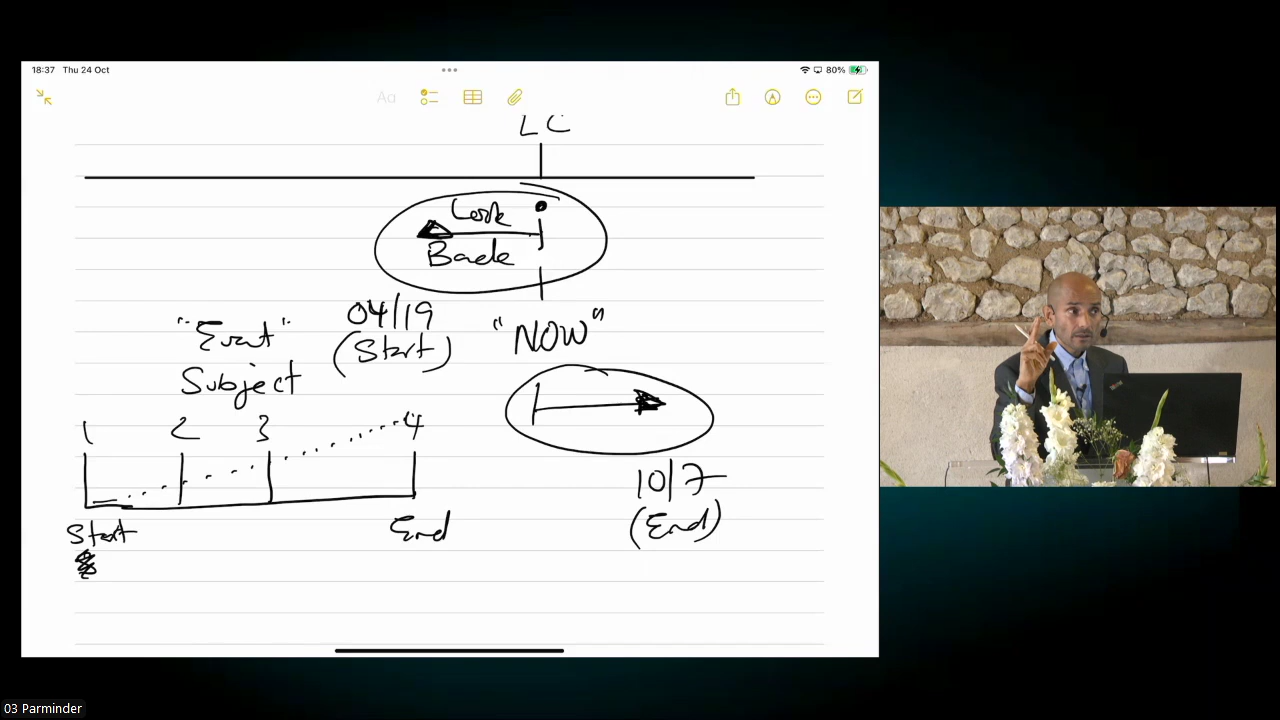 18:37 Thu 24 Oct
80%
Aa
LC
Look
Back
04/19
(Start)
"NOW"
"Event"
Subject
1 2 3 4
Start
End
10/7
(End)
03 Parminder